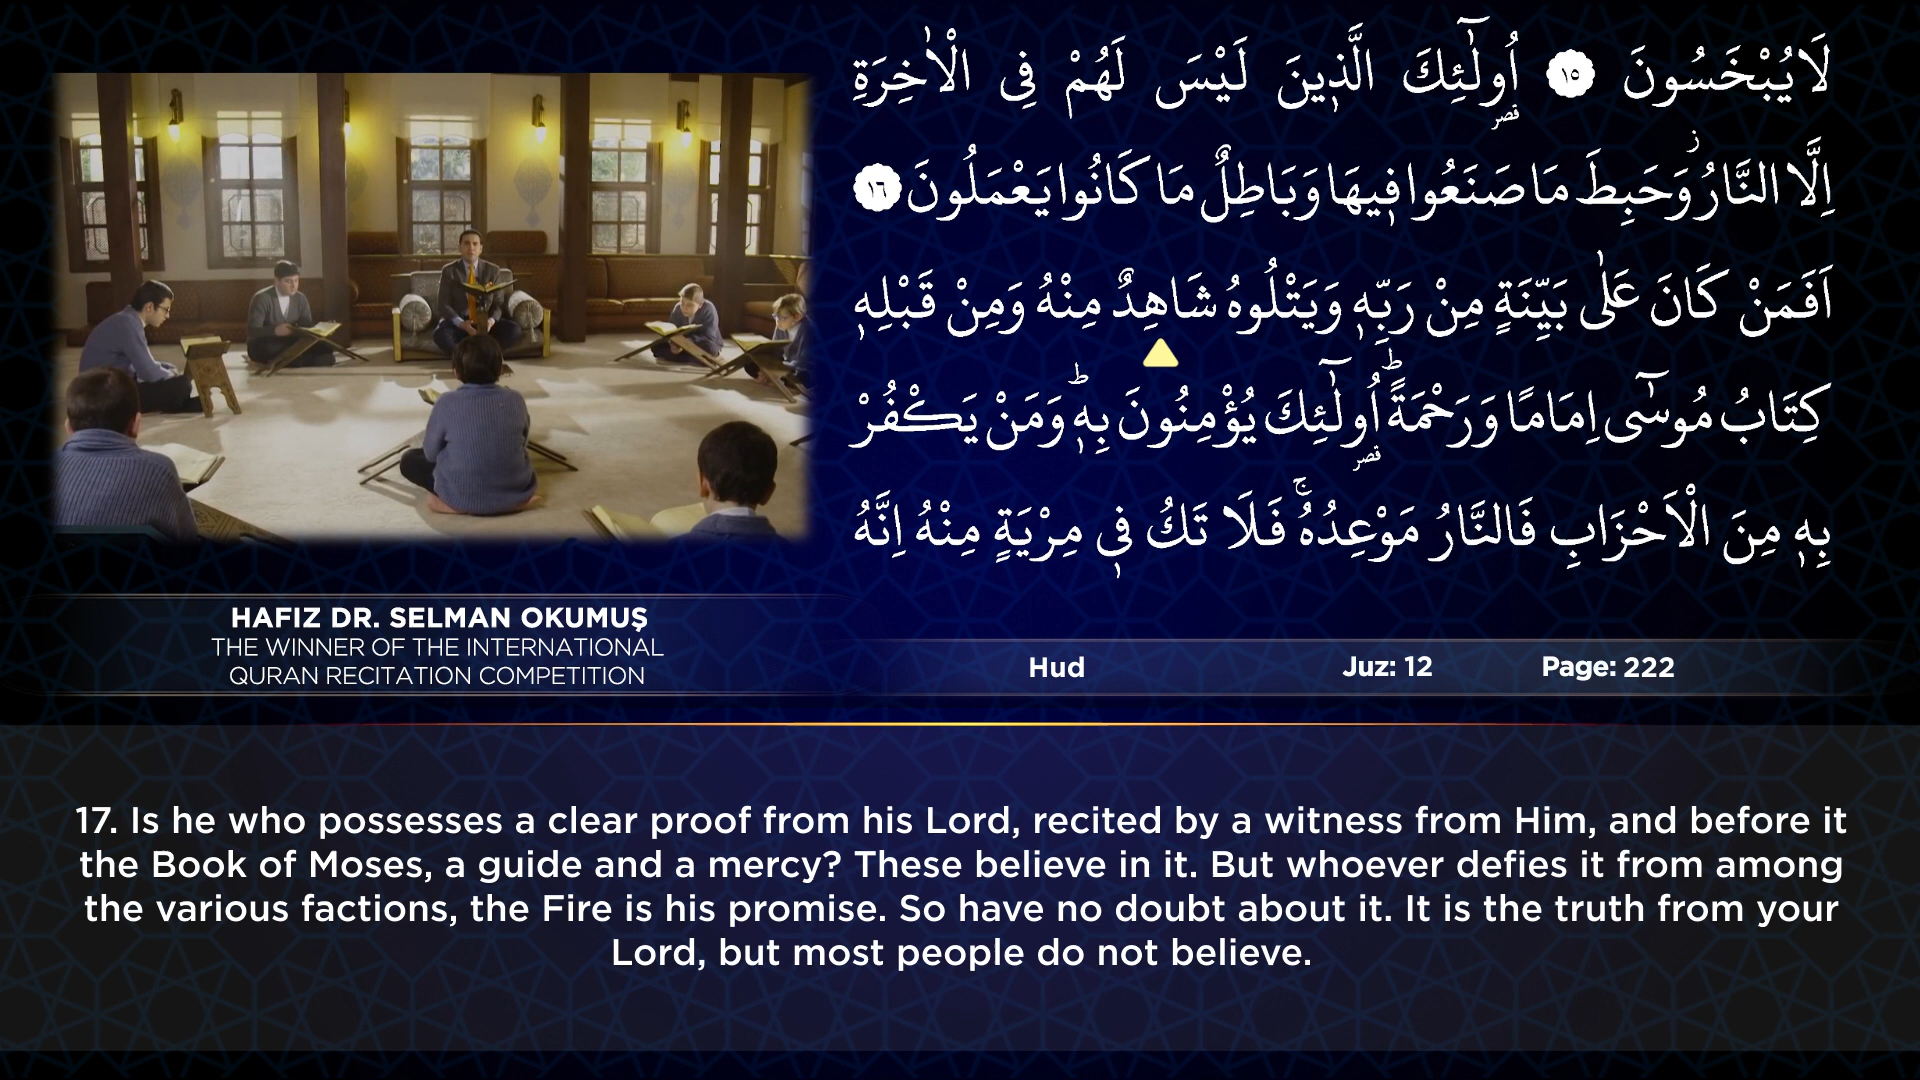 لَا يُبْخَسُونَ ﴿١٥﴾ اُو۬لٰٓئِكَ الَّذ۪ينَ لَيْسَ لَهُمْ فِى الْاٰخِرَةِ
قصر
اِلَّا النَّارُۘ وَحَبِطَ مَا صَنَعُوا ف۪يهَا وَبَاطِلٌ مَا كَانُوا يَعْمَلُونَ ﴿١٦﴾
اَفَمَنْ كَانَ عَلٰى بَيِّنَةٍ مِنْ رَبِّه۪ وَيَتْلُوهُ شَاهِدٌ مِنْهُ وَمِنْ قَبْلِه۪
كِتَابُ مُوسٰٓى اِمَامًا وَرَحْمَةًۜ اُو۬لٰٓئِكَ يُؤْمِنُونَ بِه۪ۜ وَمَنْ يَكْفُرْ
قصر
بِه۪ مِنَ الْاَحْزَابِ فَالنَّارُ مَوْعِدُهُۚ فَلَا تَكُ ف۪ى مِرْيَةٍ مِنْهُ اِنَّهُ
HAFIZ DR. SELMAN OKUMUŞ
THE WINNER OF THE INTERNATIONAL
QURAN RECITATION COMPETITION
Hud Juz: 12 Page: 222
17. Is he who possesses a clear proof from his Lord, recited by a witness from Him, and before it
the Book of Moses, a guide and a mercy? These believe in it. But whoever defies it from among
the various factions, the Fire is his promise. So have no doubt about it. It is the truth from your
Lord, but most people do not believe.